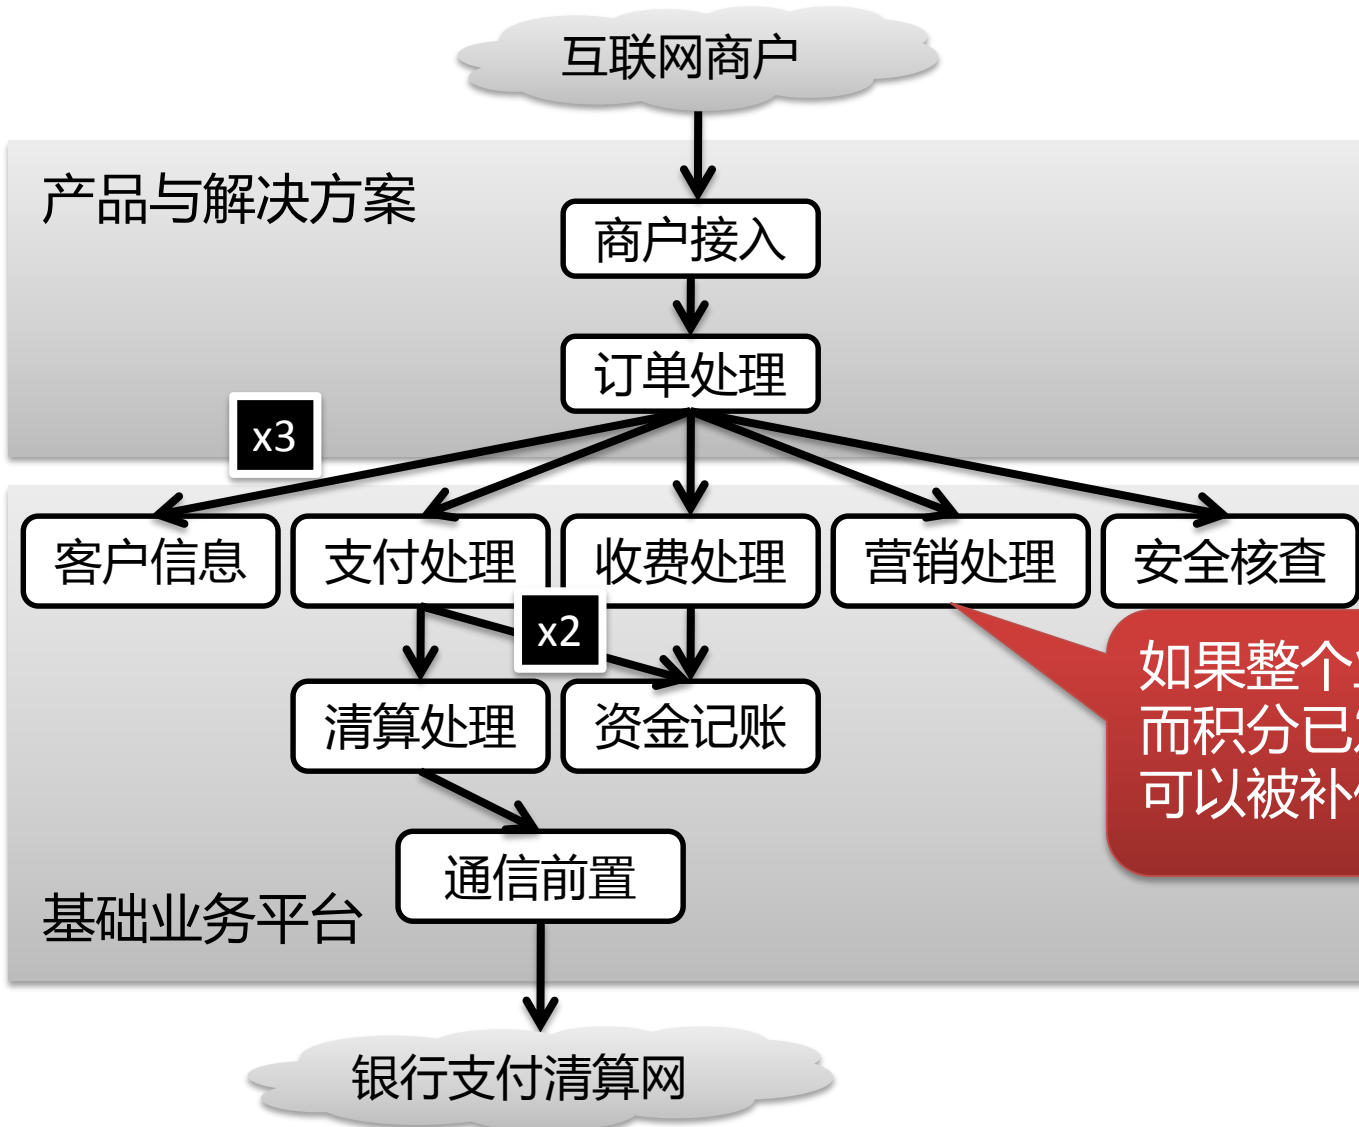 互联网商户
产品与解决方案
商户接入
订单处理
x3
客户信息
支付处理
收费处理
营销处理
安全核查
x2
如果整个
而积分已
可以被补
清算处理
资金记账
通信前置
基础业务平台
银行支付清算网